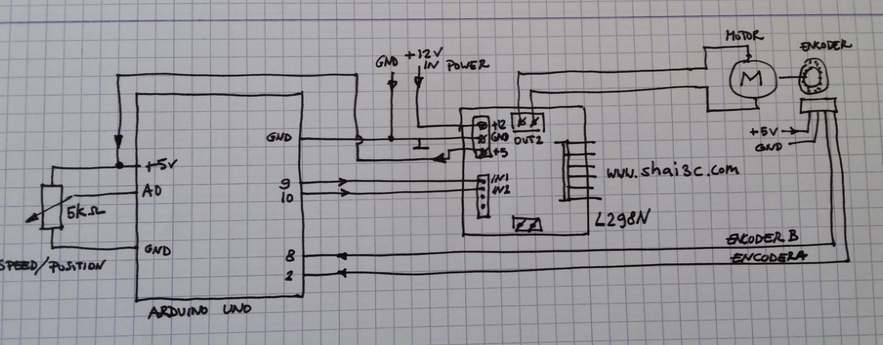 MOTOR
ENCODER
GND
+12V
IN POWER
+12
GND
+5
OUT2
M
+5V
GND
GND
+5V
A0
5KΩ
9
10
IN1
IN2
www.shai3c.com
L298N
GND
SPEED/POSITION
8
2
ENCODER B
ENCODER A
ARDUINO UNO